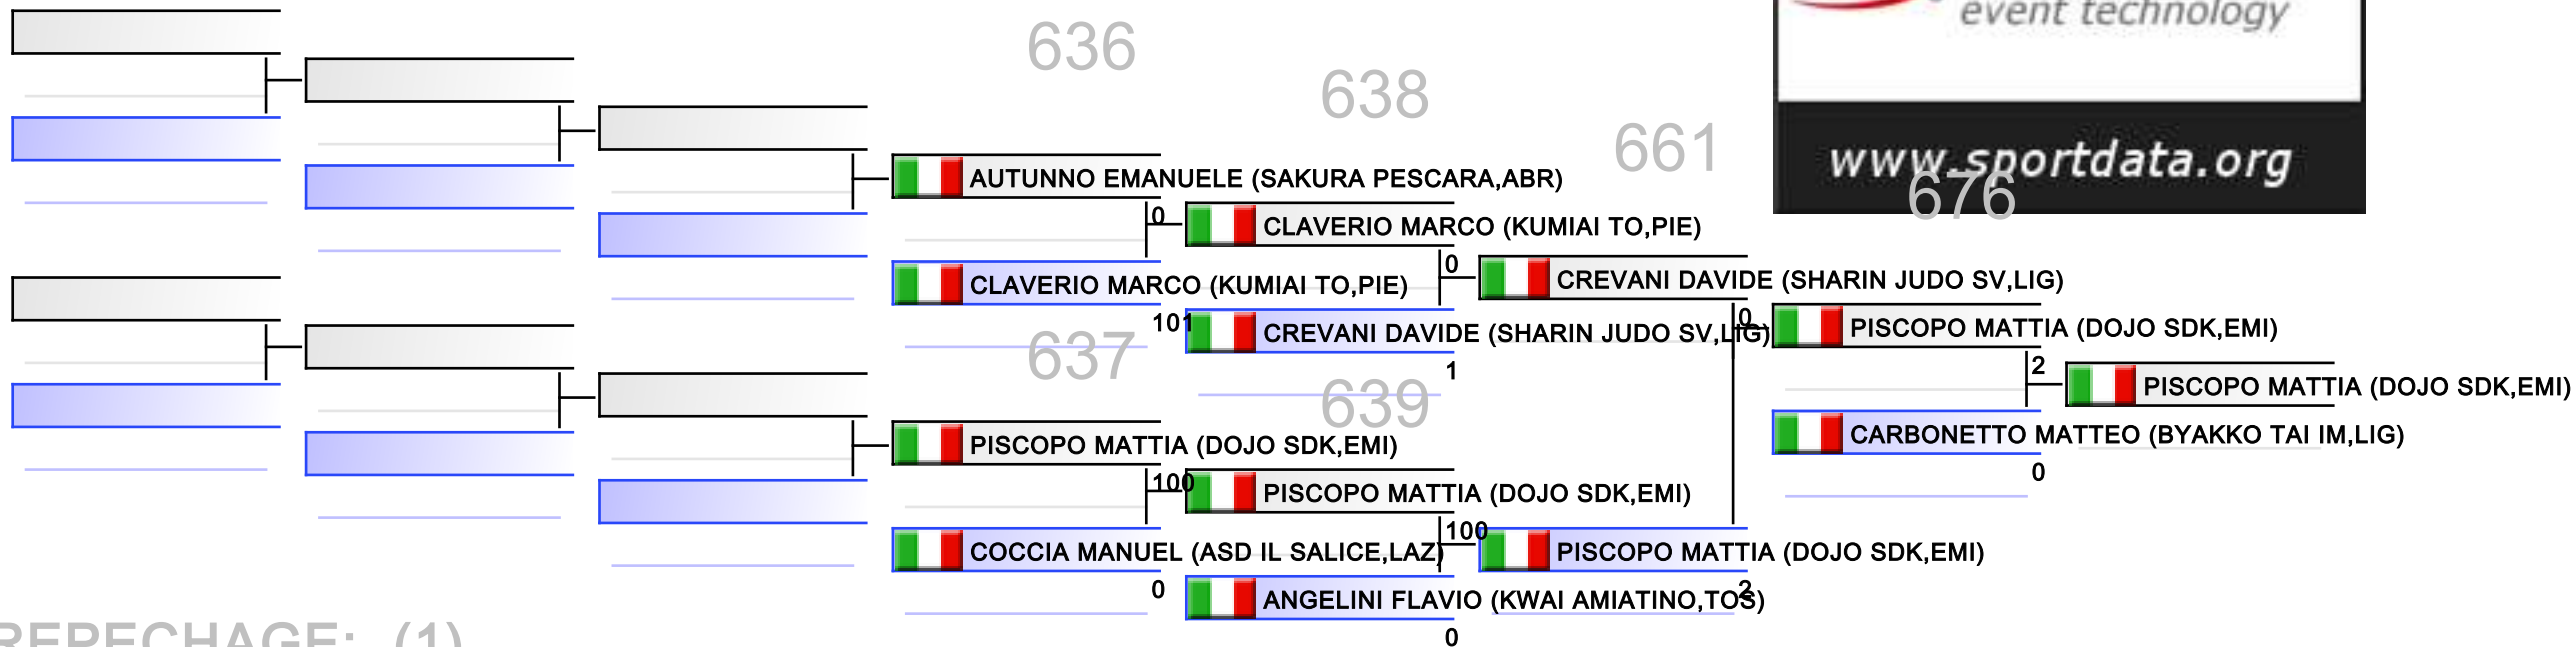 event technology
636
638
661
www.sportdata.org
676
AUTUNNO EMANUELE (SAKURA PESCARA,ABR)
0
CLAVERIO MARCO (KUMIAI TO,PIE)
0
CREVANI DAVIDE (SHARIN JUDO SV,LIG)
CLAVERIO MARCO (KUMIAI TO,PIE)
101
0
PISCOPO MATTIA (DOJO SDK,EMI)
CREVANI DAVIDE (SHARIN JUDO SV,LIG)
637
1
2
PISCOPO MATTIA (DOJO SDK,EMI)
639
PISCOPO MATTIA (DOJO SDK,EMI)
CARBONETTO MATTEO (BYAKKO TAI IM,LIG)
0
100
PISCOPO MATTIA (DOJO SDK,EMI)
100
COCCIA MANUEL (ASD IL SALICE,LAZ)
PISCOPO MATTIA (DOJO SDK,EMI)
0
2
ANGELINI FLAVIO (KWAI AMIATINO,TOS)
0
REPECHAGE: (1)